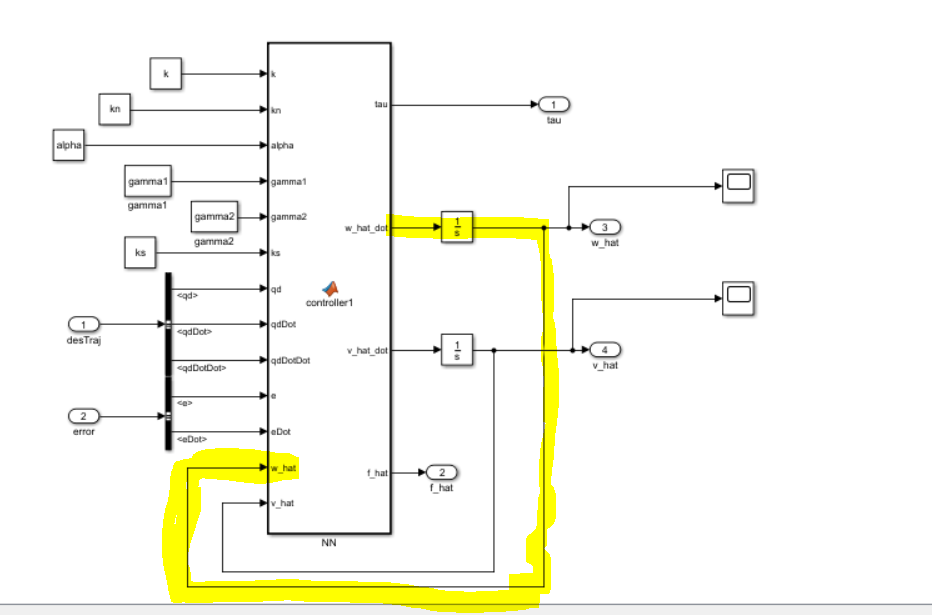 k
k
kn
kn
tau
1
tau
alpha
alpha
gamma1
gamma1
gamma1
gamma2
gamma2
gamma2
w_hat_dot
1
s
3
w_hat
ks
ks
controller1
<qd>
qd
1
desTraj
<qdDot>
qdDot
v_hat_dot
1
s
4
v_hat
<qdDotDot>
qdDotDot
<e>
e
2
error
<eDot>
eDot
w_hat
f_hat
2
f_hat
v_hat
NN